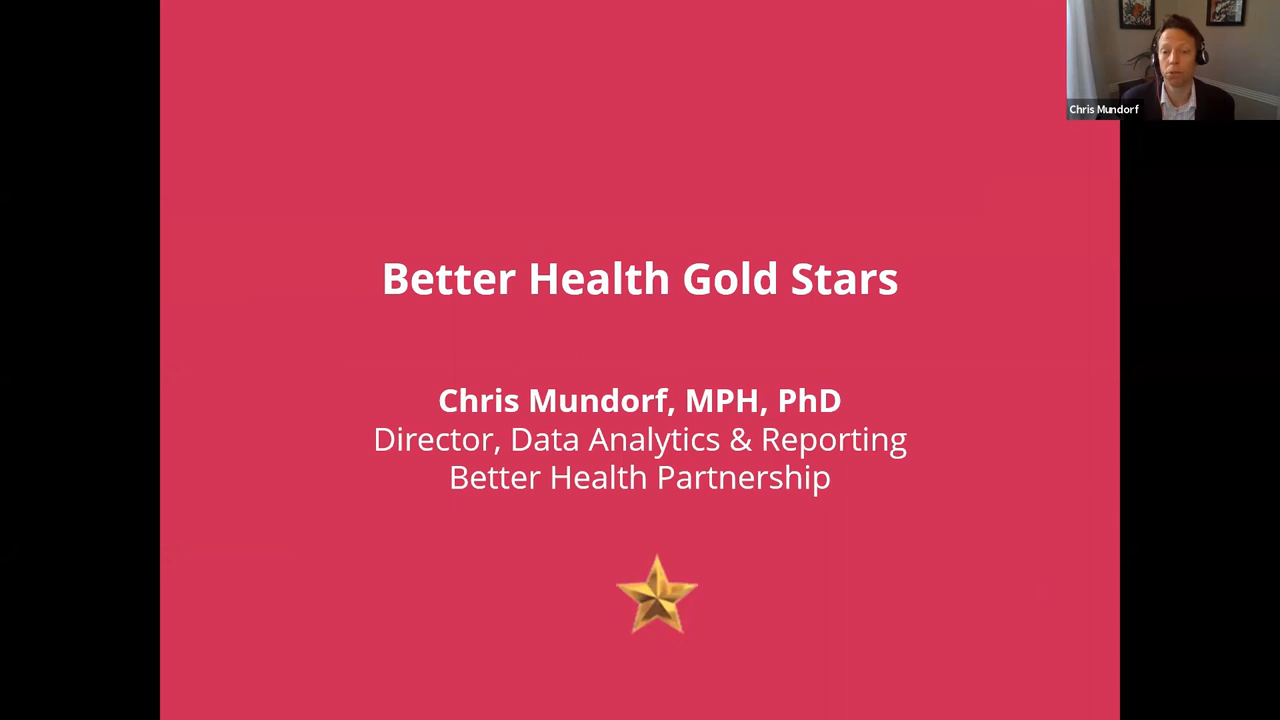 Chris Mundorf
Better Health Gold Stars
Chris Mundorf, MPH, PhD
Director, Data Analytics & Reporting
Better Health Partnership